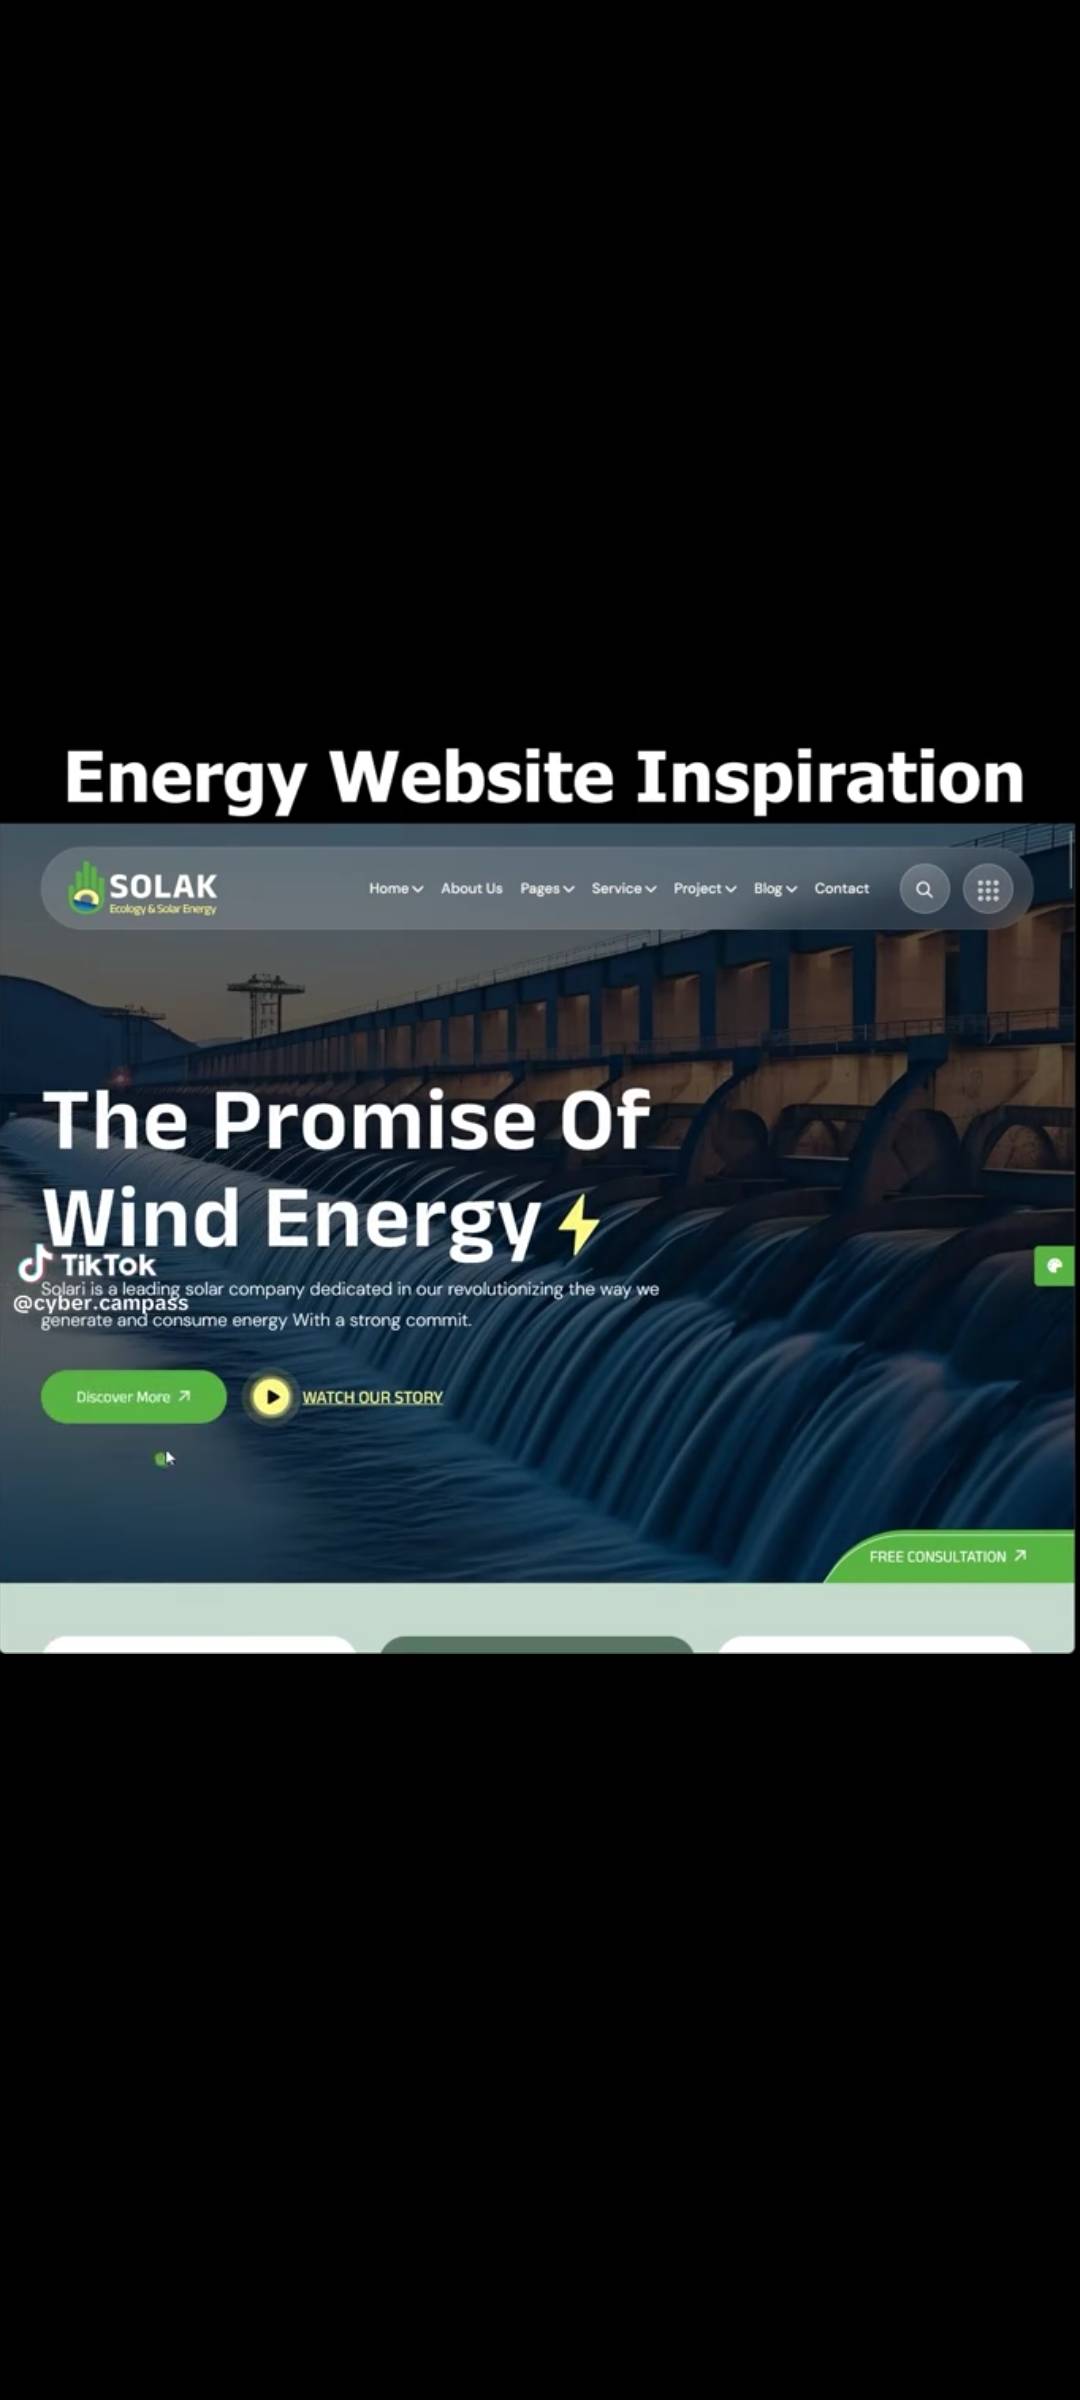 Energy Website Inspiration
SOLAK
Ecology & Solar Energy
Home
About Us
Pages
Service
Project
Blog
Contact
The Promise Of
Wind Energy
TikTok
Solari is a leading solar company dedicated in our revolutionizing the way we
@cyber.campass
generate and consume energy With a strong commit.
Discover More
WATCH OUR STORY
FREE CONSULTATION